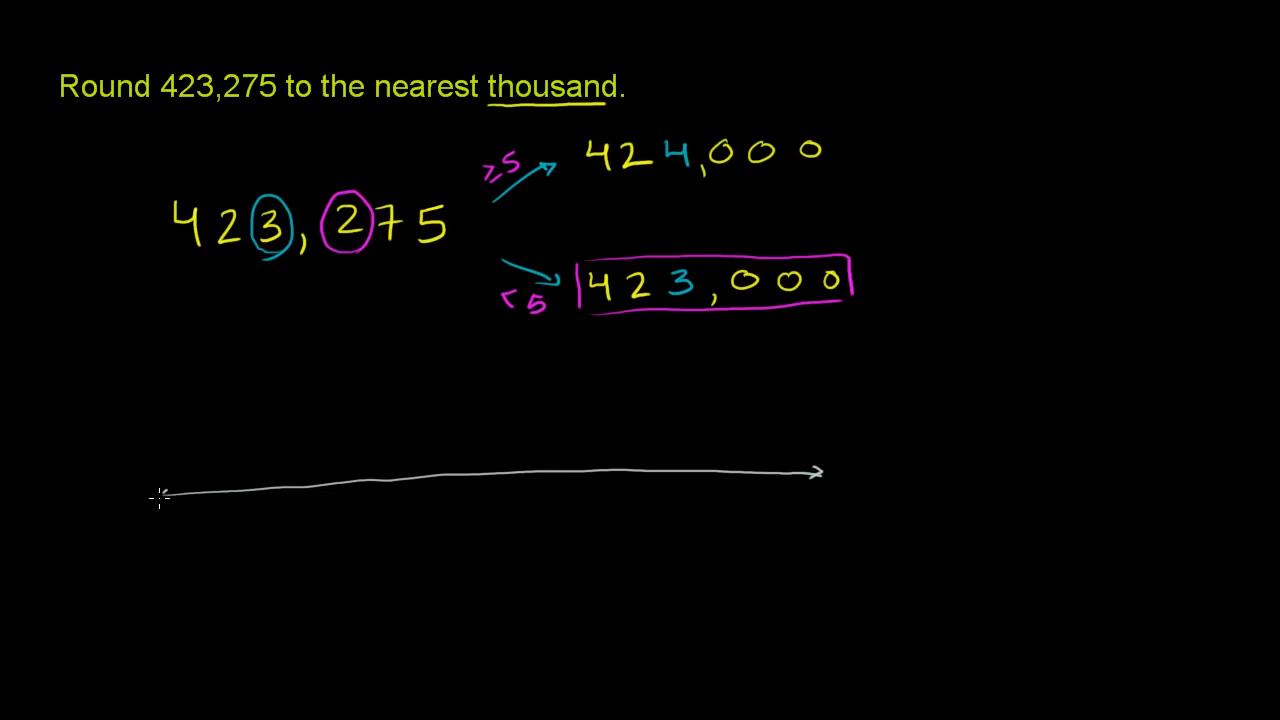 Round 423,275 to the nearest thousand.
≥5 424,000
423,275
<5 423,000